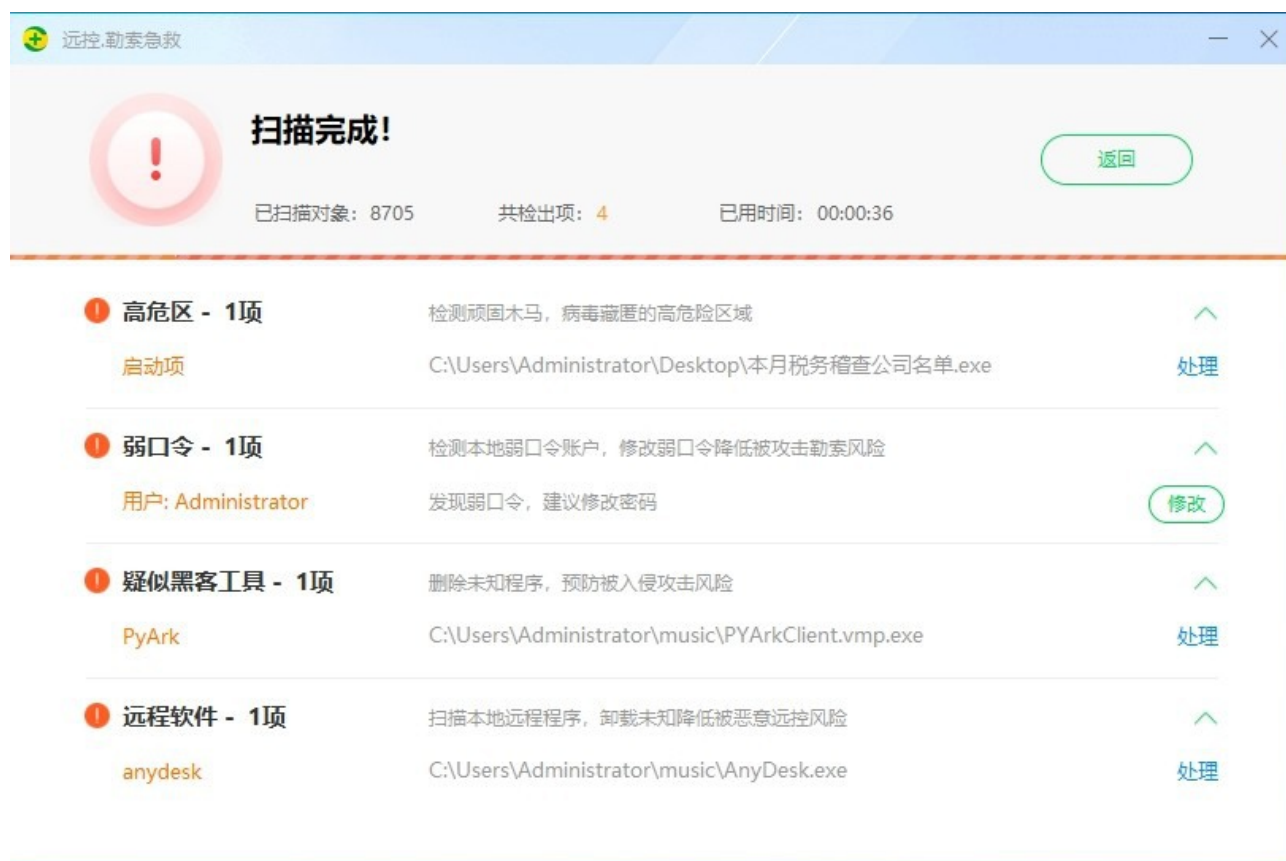 远控.勒索急救
扫描完成!
返回
已扫描对象: 8705 共检出项: 4 已用时间: 00:00:36
高危区 - 1项 检测顽固木马，病毒藏匿的高危险区域
启动项 C:\Users\Administrator\Desktop\本月税务稽查公司名单.exe 处理
弱口令 - 1项 检测本地弱口令账户，修改弱口令降低被攻击勒索风险
用户: Administrator 发现弱口令，建议修改密码 修改
疑似黑客工具 - 1项 删除未知程序，预防被入侵攻击风险
PyArk C:\Users\Administrator\music\PYArkClient.vmp.exe 处理
远程软件 - 1项 扫描本地远程程序，卸载未知降低被恶意远控风险
anydesk C:\Users\Administrator\music\AnyDesk.exe 处理